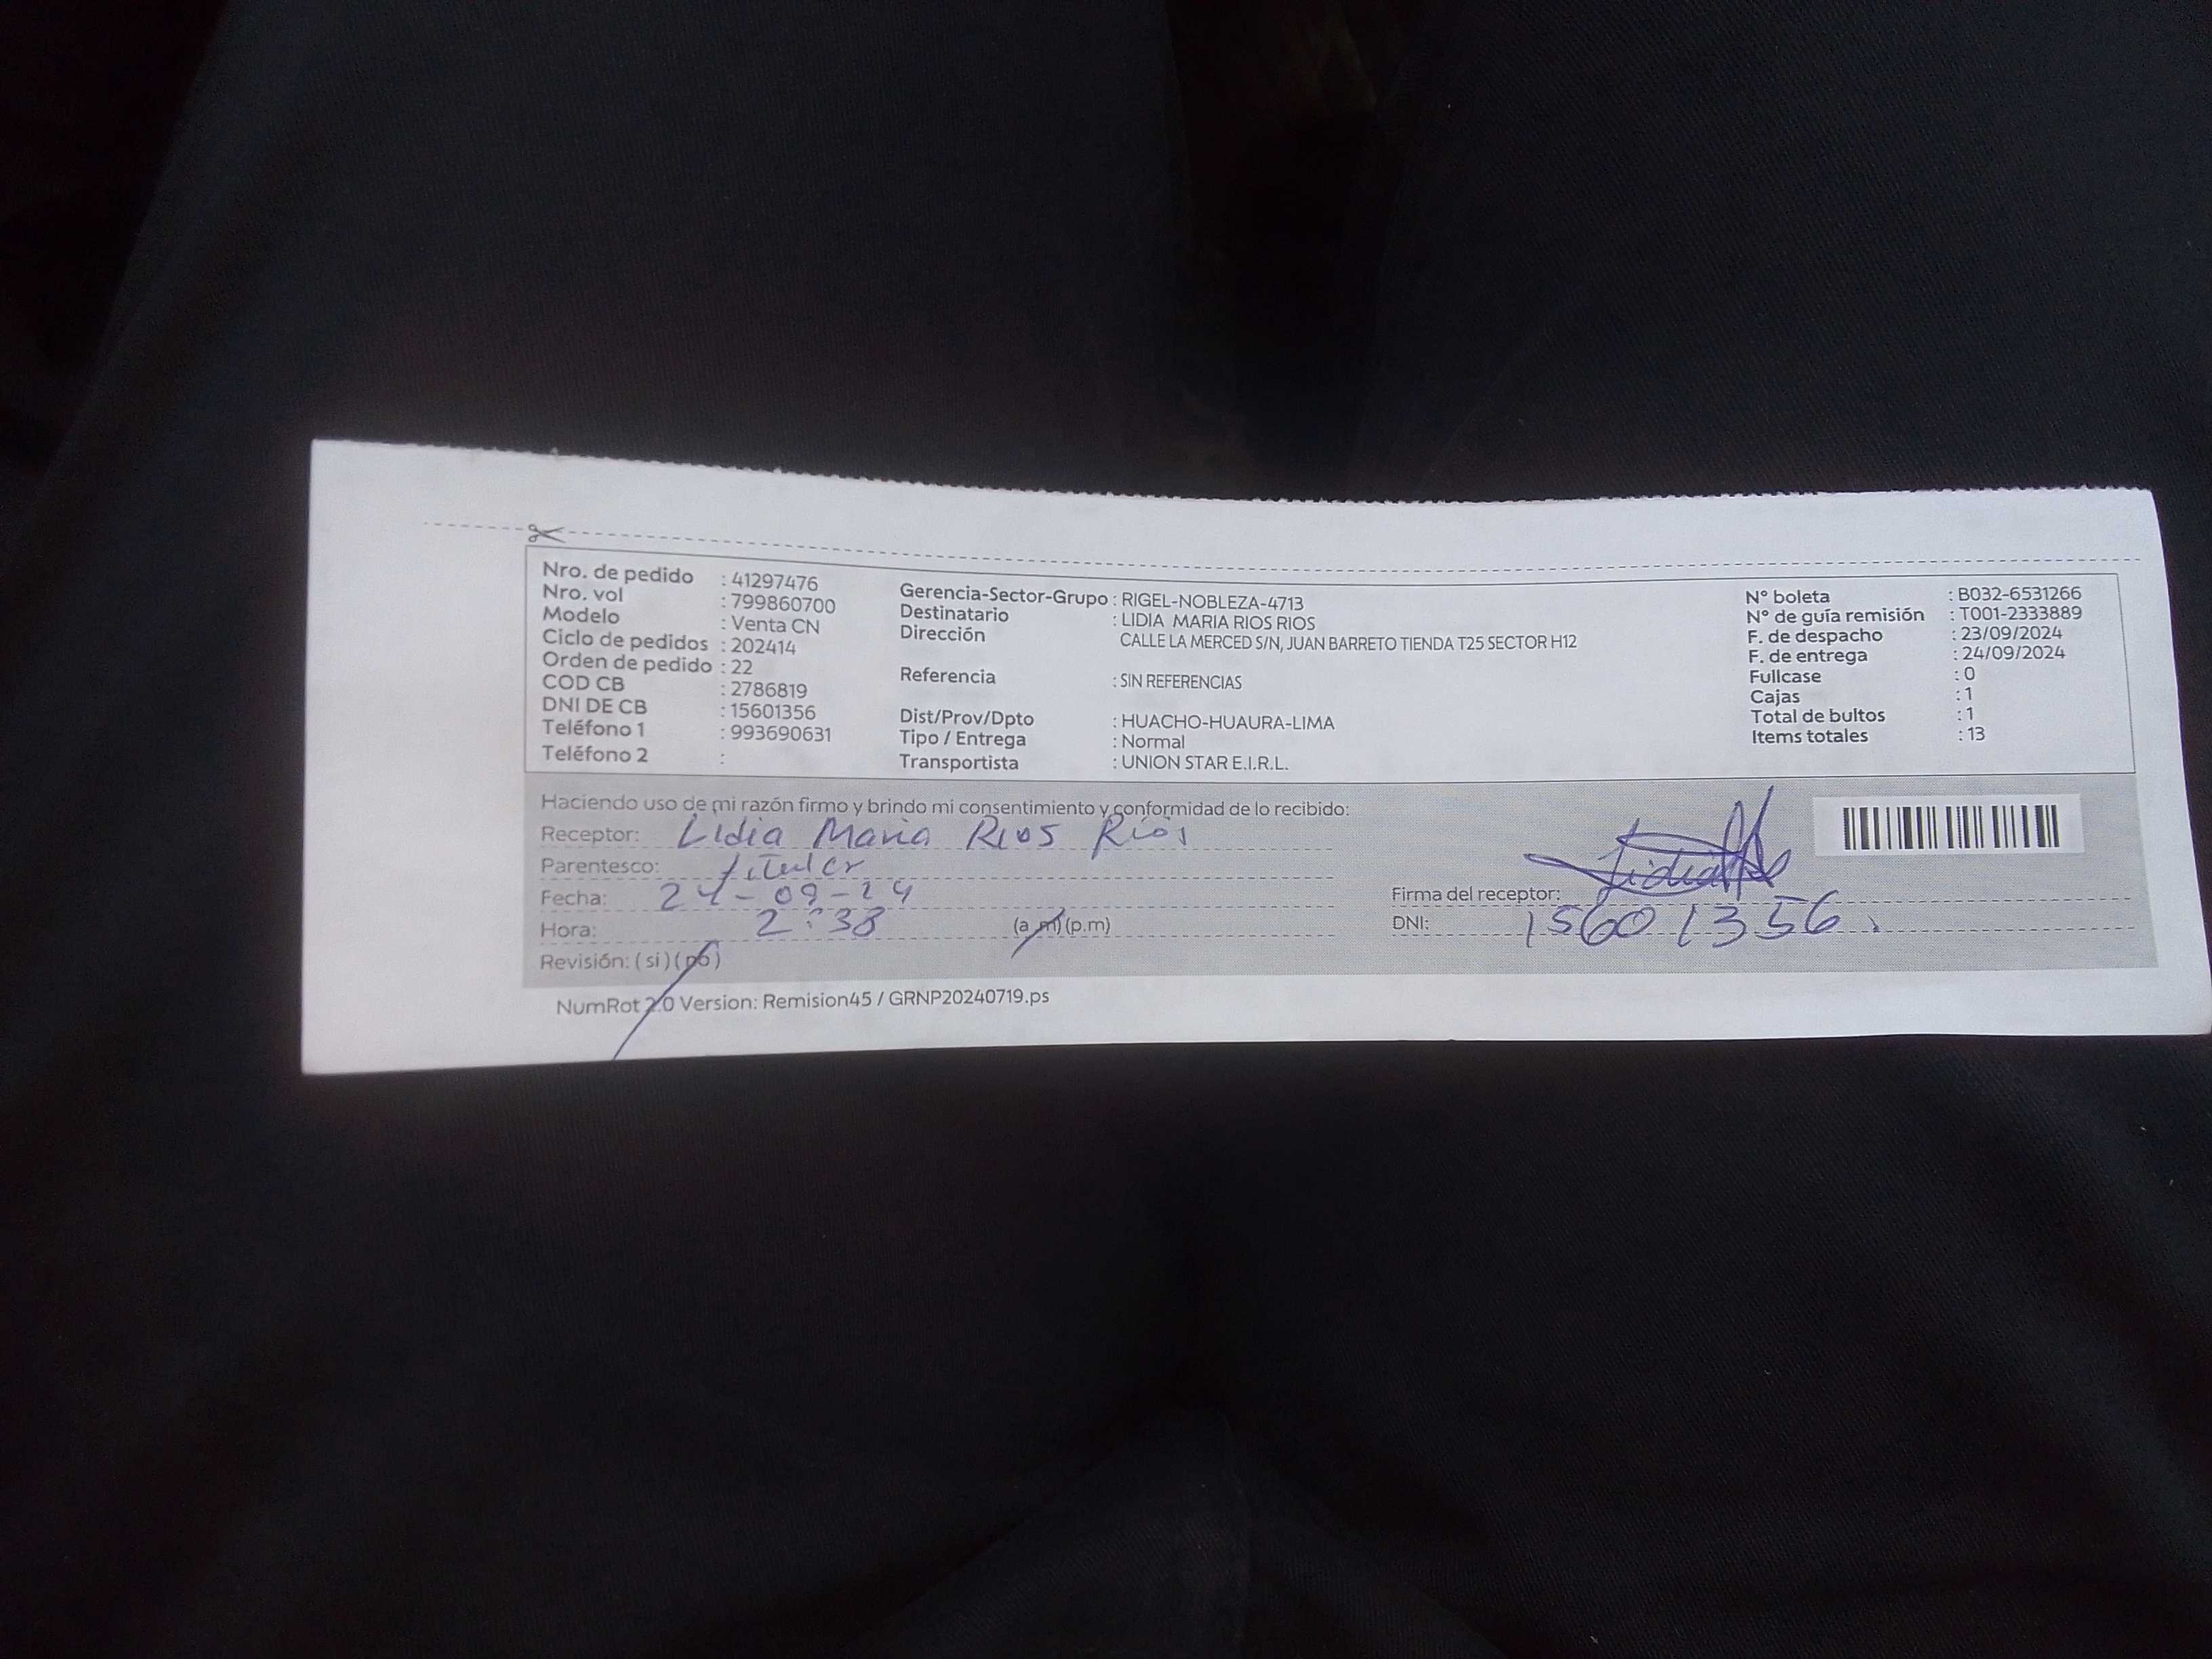 Nro. de pedido : 41297476
Nro. vol : 799860700
Modelo : Venta CN
Ciclo de pedidos : 202414
Orden de pedido : 22
COD CB : 2786819
DNI DE CB : 15601356
Teléfono 1 : 993690631
Teléfono 2 :
Gerencia-Sector-Grupo : RIGEL-NOBLEZA-4713
Destinatario : LIDIA MARIA RIOS RIOS
Dirección CALLE LA MERCED S/N, JUAN BARRETO TIENDA T25 SECTOR H12
Referencia : SIN REFERENCIAS
Dist/Prov/Dpto : HUACHO-HUAURA-LIMA
Tipo / Entrega : Normal
Transportista : UNION STAR E.I.R.L.
N° boleta : B032-6531266
N° de guía remisión : T001-2333889
F. de despacho : 23/09/2024
F. de entrega : 24/09/2024
Fullcase : 0
Cajas : 1
Total de bultos : 1
Items totales : 13
Haciendo uso de mi razón firmo y brindo mi consentimiento y conformidad de lo recibido:
Receptor: Lidia Maria Rios Rios
Parentesco: titular
Fecha: 24-09-24
Hora: 2:38 (a.m)(p.m)
Revisión: (si)(no)
Firma del receptor:
DNI: 15601356.
NumRot 2.0 Version: Remision45 / GRNP20240719.ps